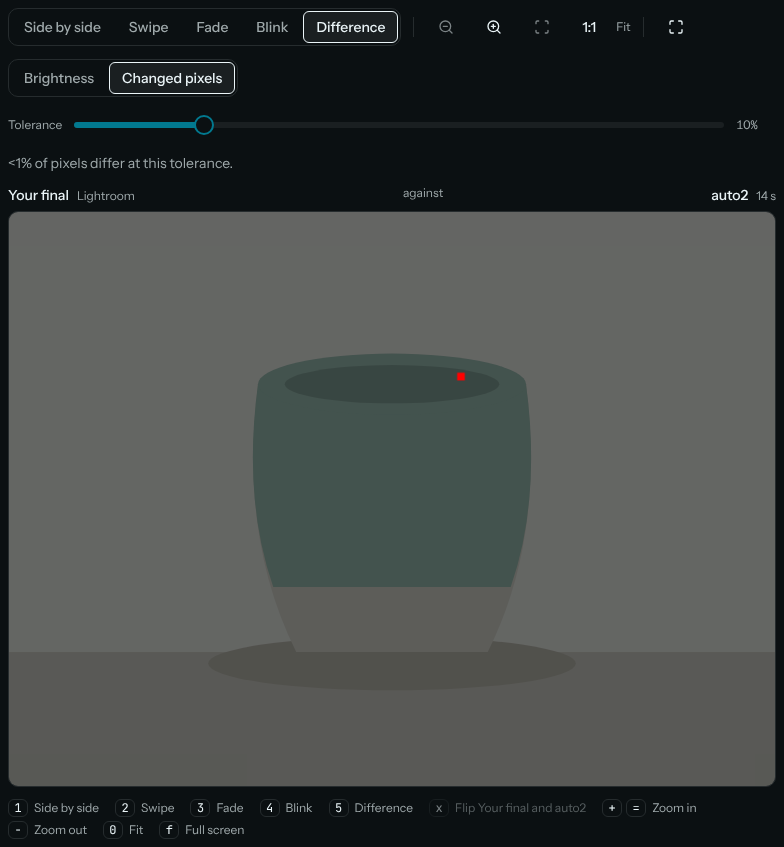 Side by side Swipe Fade Blink Difference 1:1 Fit
Brightness Changed pixels
Tolerance 10%
<1% of pixels differ at this tolerance.
Your final Lightroom against auto2 14 s
1 Side by side 2 Swipe 3 Fade 4 Blink 5 Difference x Flip Your final and auto2 + = Zoom in
- Zoom out 0 Fit f Full screen